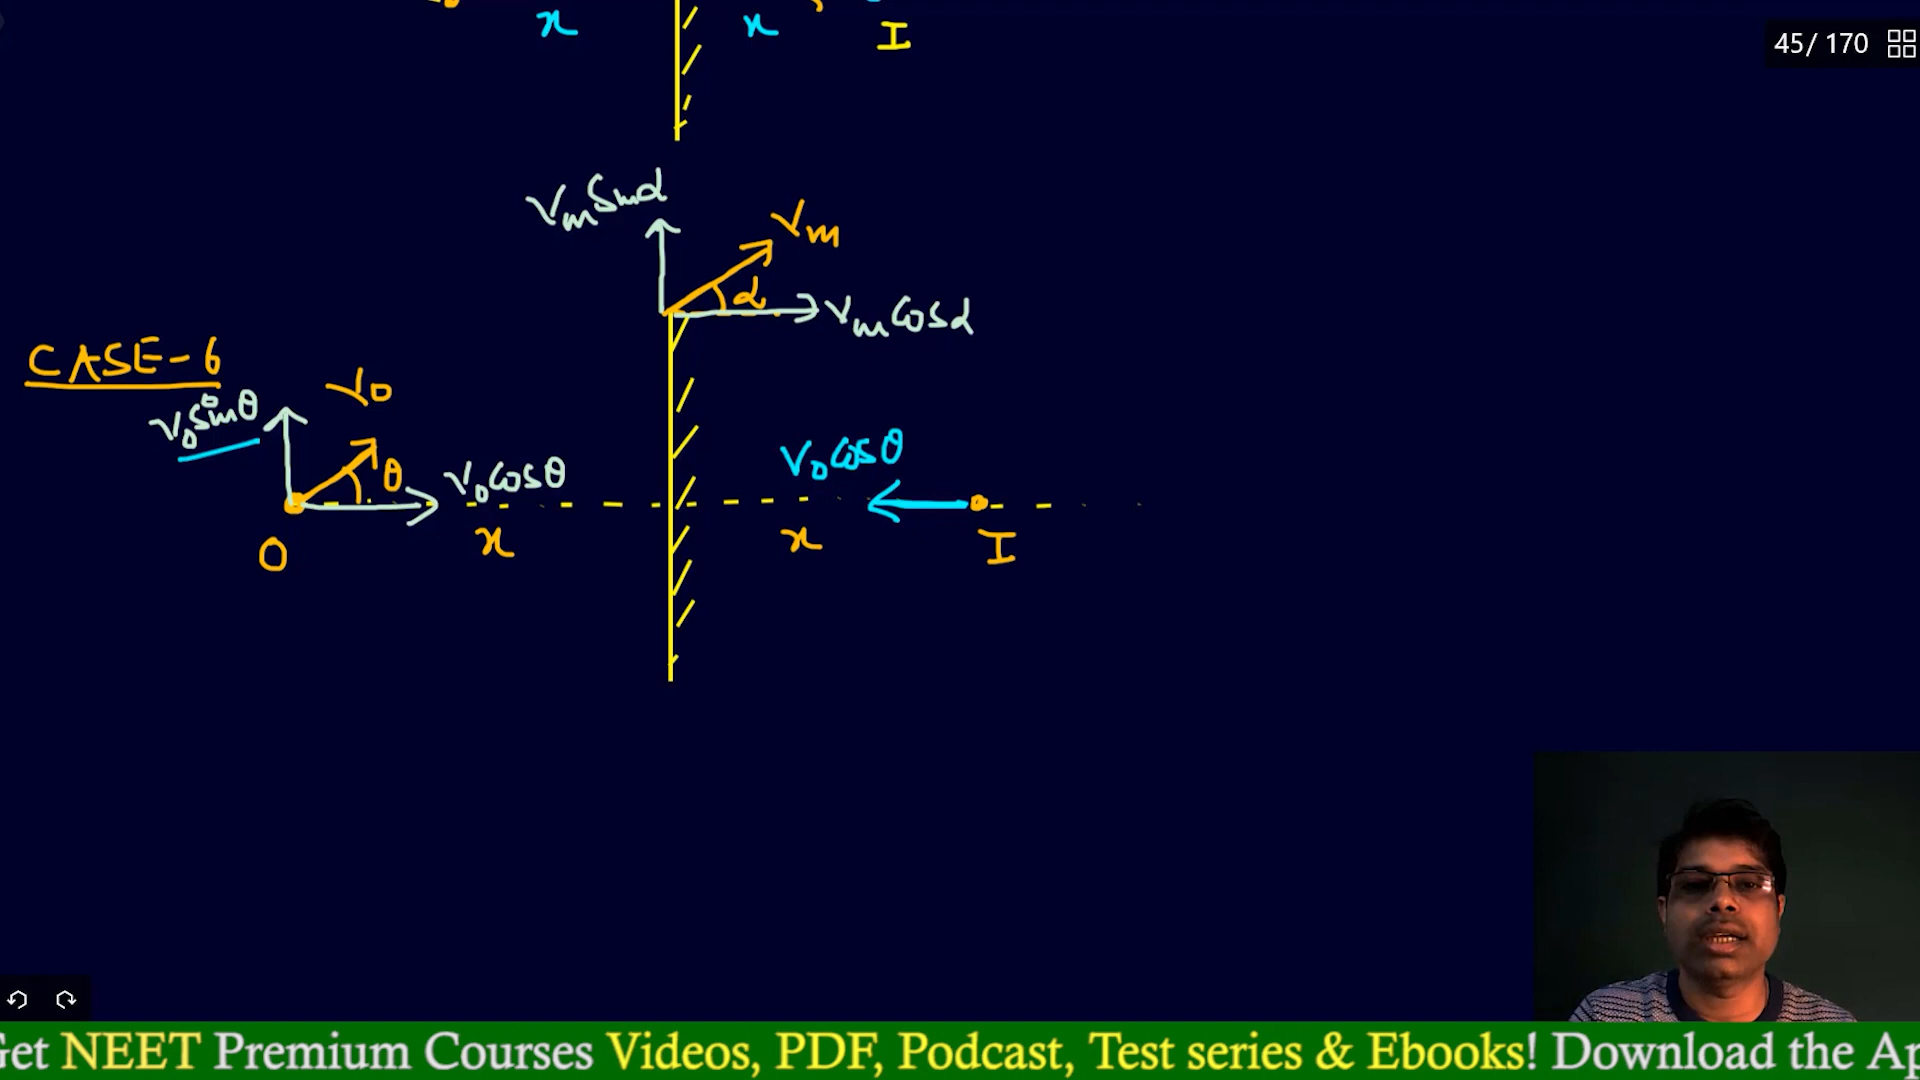 x x I
45/ 170
Vm Sinα
Vm
α
Vm Cosα
CASE-6
V0
V0 Sinθ
V0 Cosθ
θ
V0 Cosθ
x x
O I
Get NEET Premium Courses Videos, PDF, Podcast, Test series & Ebooks! Download the Ap